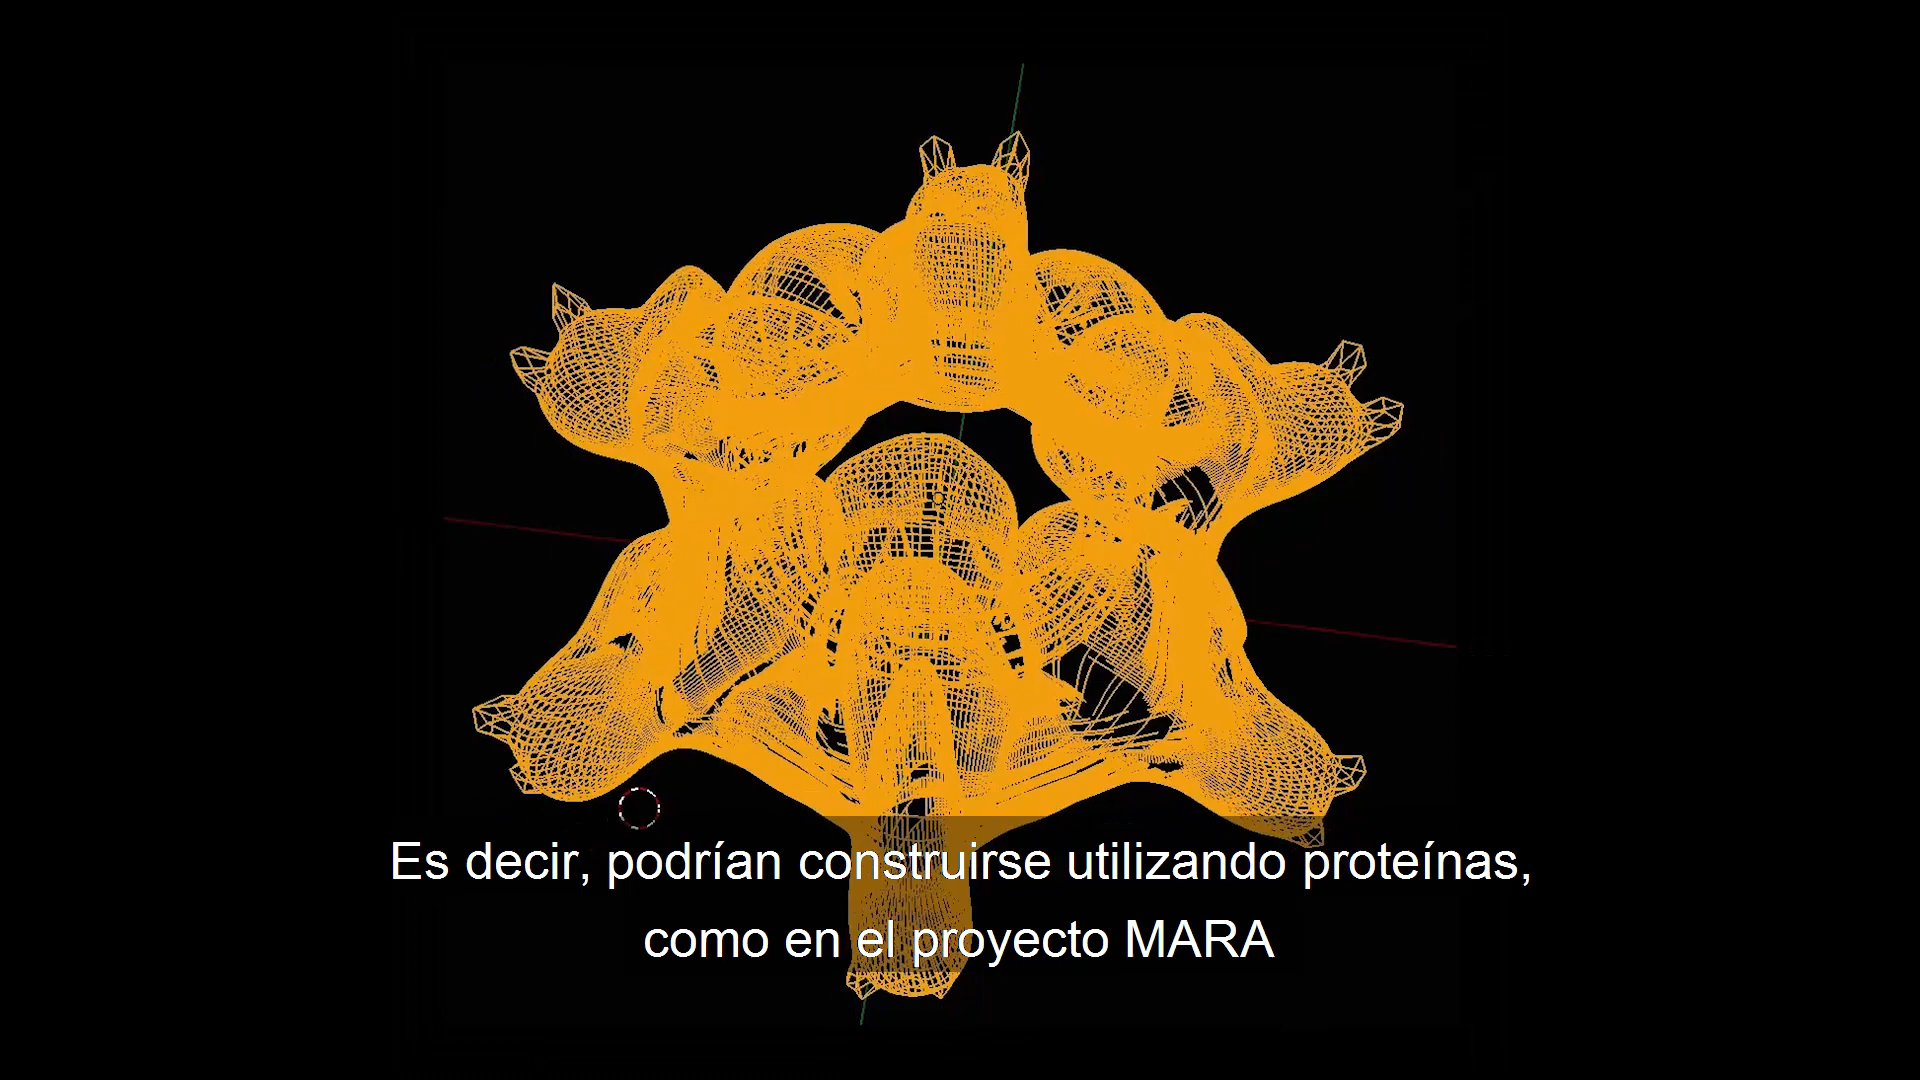 Es decir, podrían construirse utilizando proteínas,
como en el proyecto MARA